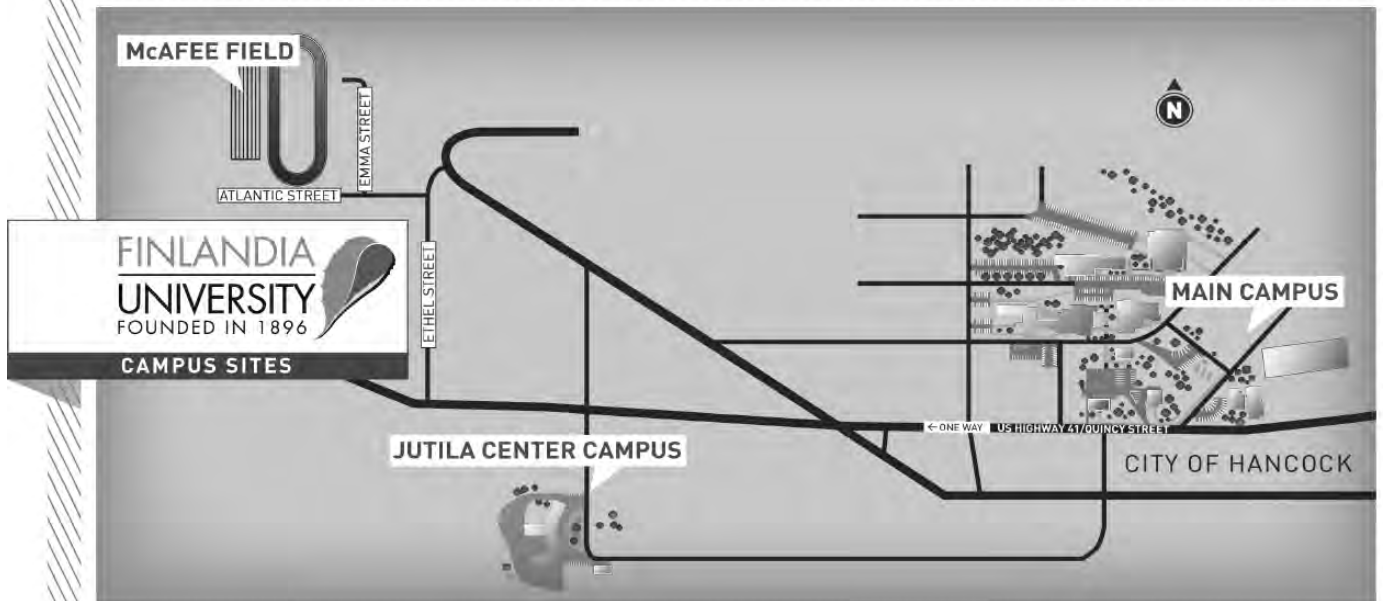 McAFEE FIELD
EMMA STREET
ATLANTIC STREET
N
FINLANDIA
UNIVERSITY
FOUNDED IN 1896
CAMPUS SITES
ETHEL STREET
MAIN CAMPUS
← ONE WAY US HIGHWAY 41/QUINCY STREET
JUTILA CENTER CAMPUS
CITY OF HANCOCK